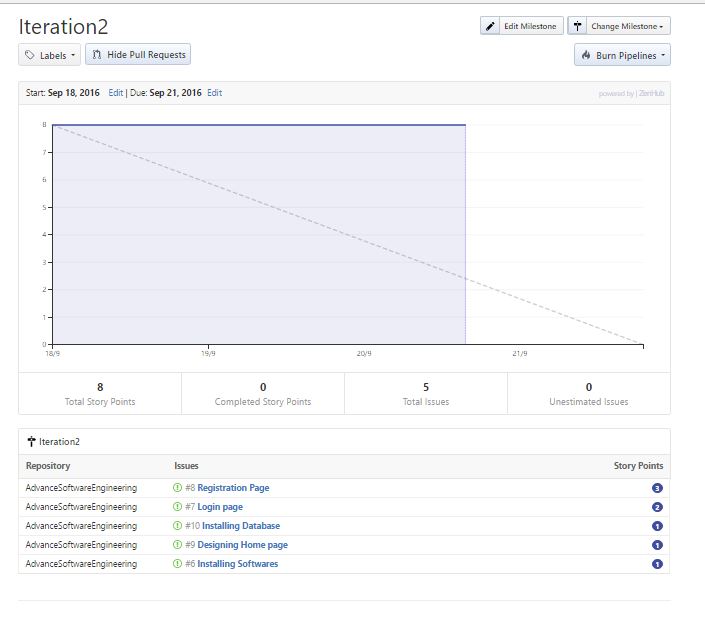 Iteration2
Edit Milestone
Change Milestone
Labels
Hide Pull Requests
Burn Pipelines
Start: Sep 18, 2016 Edit | Due: Sep 21, 2016 Edit
powered by | ZenHub
8
7
6
5
4
3
2
1
0
18/9 19/9 20/9 21/9
8 0 5 0
Total Story Points Completed Story Points Total Issues Unestimated Issues
Iteration2
Repository Issues Story Points
AdvanceSoftwareEngineering #8 Registration Page 3
AdvanceSoftwareEngineering #7 Login page 2
AdvanceSoftwareEngineering #10 Installing Database 1
AdvanceSoftwareEngineering #9 Designing Home page 1
AdvanceSoftwareEngineering #6 Installing Softwares 1